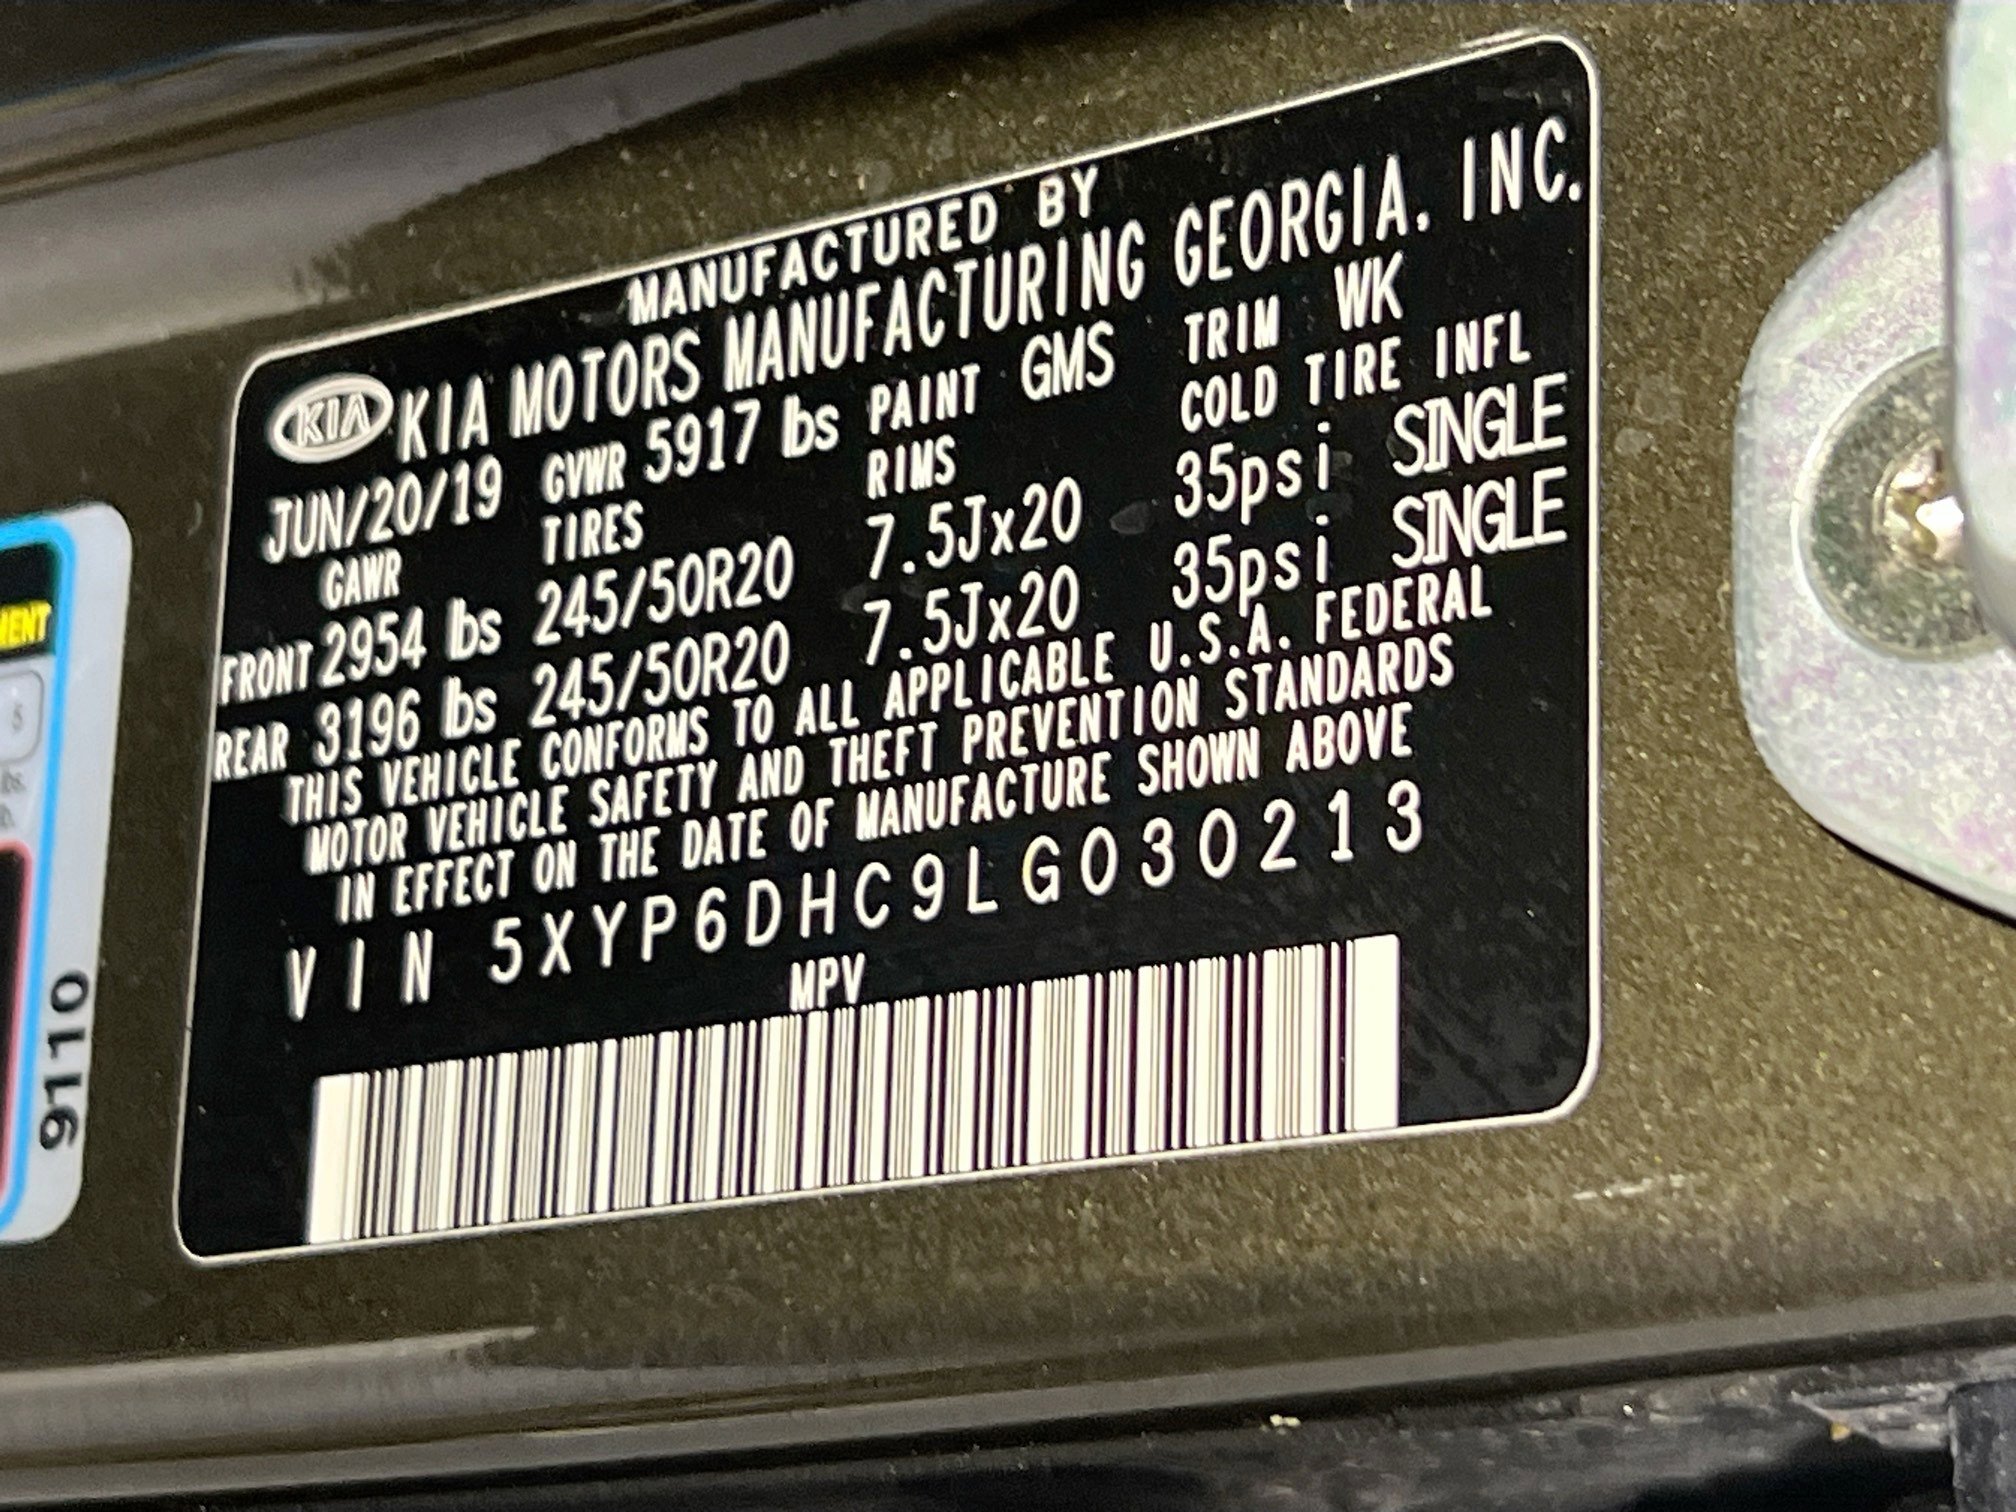 MANUFACTURED BY
KIA KIA MOTORS MANUFACTURING GEORGIA, INC.
JUN/20/19 GVWR 5917 lbs PAINT GMS TRIM WK
GAWR TIRES RIMS COLD TIRE INFL
FRONT 2954 lbs 245/50R20 7.5Jx20 35psi SINGLE
REAR 3196 lbs 245/50R20 7.5Jx20 35psi SINGLE
THIS VEHICLE CONFORMS TO ALL APPLICABLE U.S.A. FEDERAL
MOTOR VEHICLE SAFETY AND THEFT PREVENTION STANDARDS
IN EFFECT ON THE DATE OF MANUFACTURE SHOWN ABOVE
VIN 5XYP6DHC9LG030213
MPV
9110